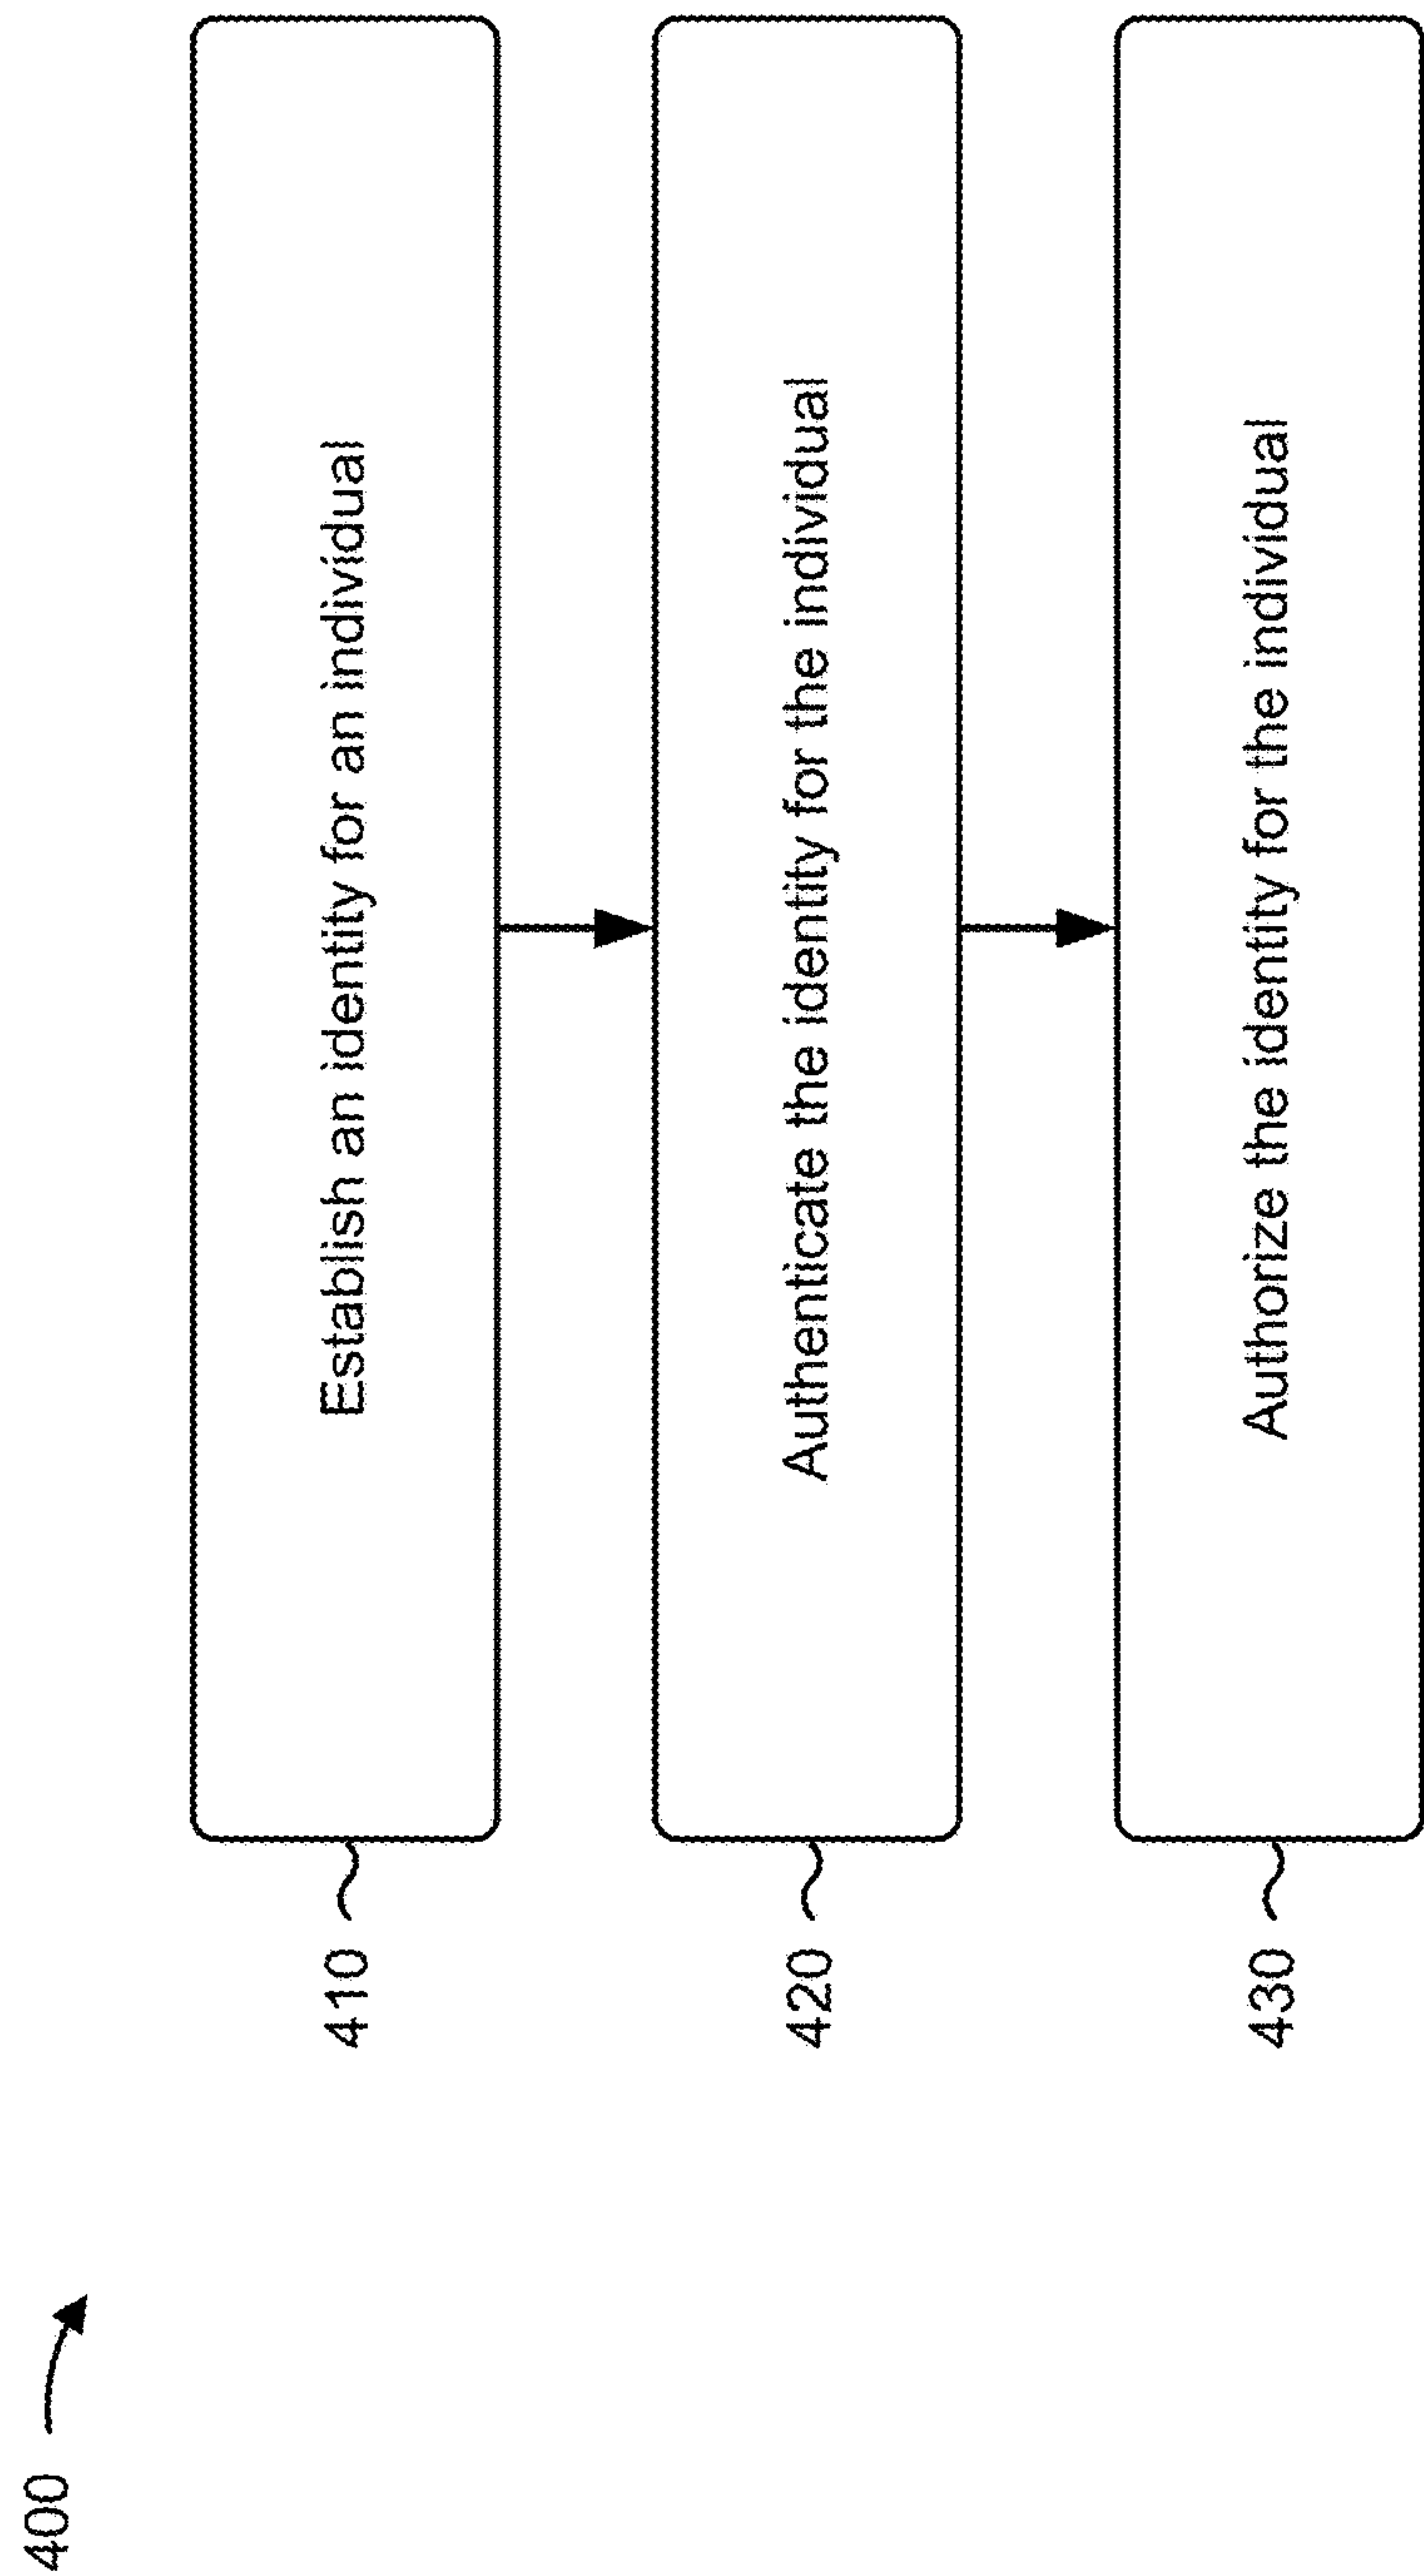 400
410
Establish an identity for an individual
420
Authenticate the identity for the individual
430
Authorize the identity for the individual